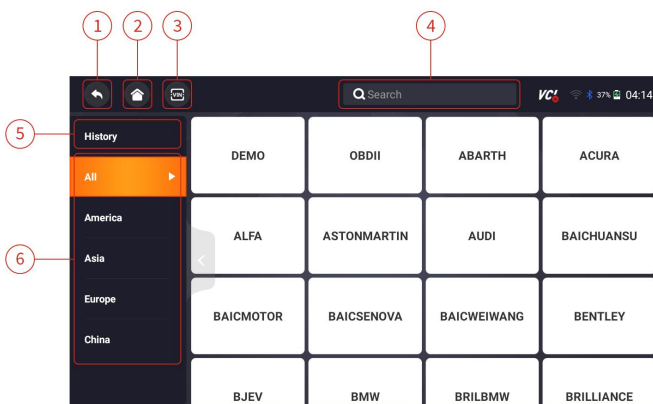 1 2 3 4
VIN Search VCI 37% 04:14
5 History
DEMO OBDII ABARTH ACURA
All
America
ALFA ASTONMARTIN AUDI BAICHUANSU
6 Asia
Europe
BAICMOTOR BAICSENOVA BAICWEIWANG BENTLEY
China
BJEV BMW BRILBMW BRILLIANCE